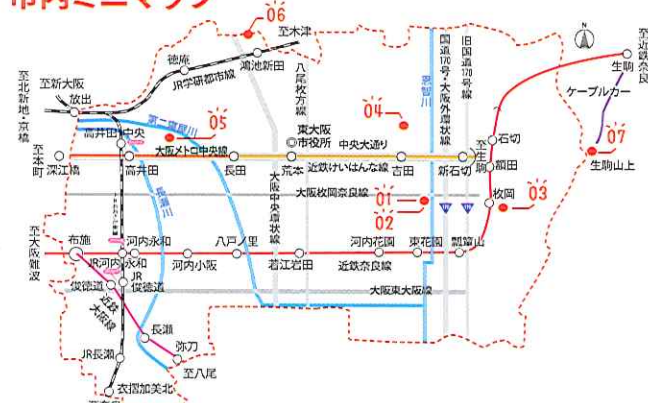 市内ミニマップ
06
至木津
徳庵
鴻池新田
JR学研都市線
八尾枚方線
恩智川
国道170号・大阪外環状線
旧国道170号線
至近鉄奈良
生駒
ケーブルカー
07
生駒山上
至新大阪
放出
至北新地・京橋
第二寝屋川
05
高井田中央
04
東大阪市役所
中央大通り
大阪メトロ中央線
近鉄けいはんな線
至本町
深江橋
高井田
長田
荒本
吉田
新石切
至生駒
石切
額田
大阪中央環状線
大阪枚岡奈良線
01
02
枚岡
03
至大阪難波
布施
河内永和
JR河内永和
八戸ノ里
河内小阪
若江岩田
河内花園
東花園
瓢箪山
近鉄奈良線
俊徳道
JR俊徳道
近鉄大阪線
大阪東大阪線
長瀬
JR長瀬
弥刀
至八尾
衣摺加美北